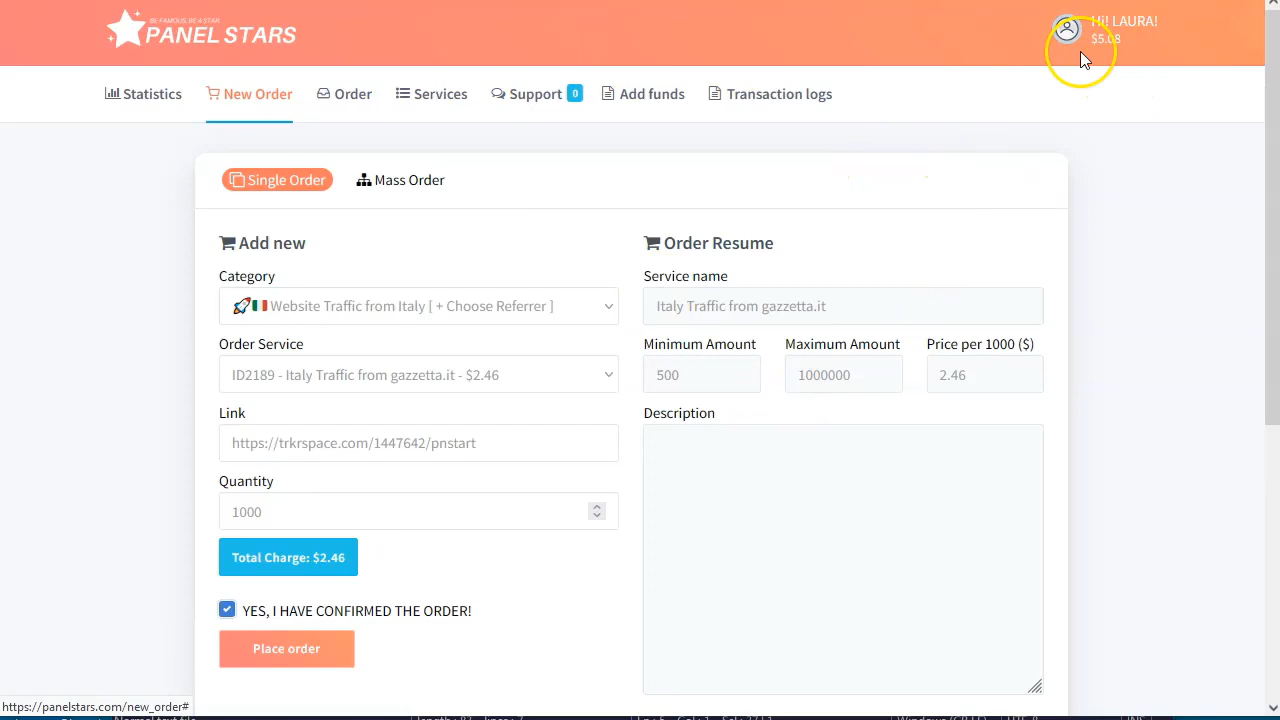 BE FAMOUS, BE A STAR
PANEL STARS
Hi! LAURA!
$5.08
Statistics
New Order
Order
Services
Support 0
Add funds
Transaction logs
Single Order
Mass Order
Add new
Order Resume
Category
Service name
Website Traffic from Italy [ + Choose Referrer ]
Italy Traffic from gazzetta.it
Order Service
Minimum Amount
Maximum Amount
Price per 1000 ($)
ID2189 - Italy Traffic from gazzetta.it - $2.46
500
1000000
2.46
Link
Description
https://trkrspace.com/1447642/pnstart
Quantity
1000
Total Charge: $2.46
YES, I HAVE CONFIRMED THE ORDER!
Place order
https://panelstars.com/new_order#